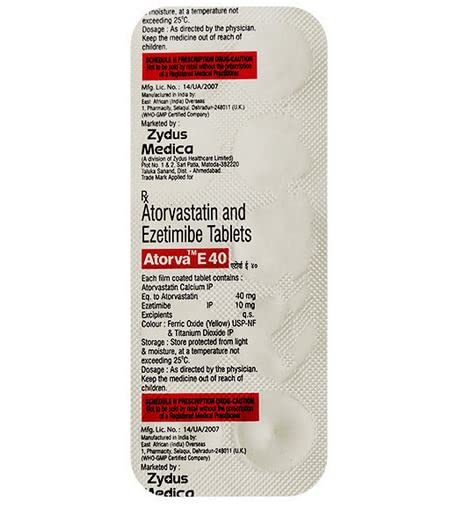 moisture, at a temperature not
exceeding 25°C.
Dosage : As directed by the physician.
Keep the medicine out of reach of
children.
SCHEDULE H PRESCRIPTION DRUG-CAUTION
Not to be sold by retail without the prescription
of a Registered Medical Practitioner.
Mfg. Lic. No. : 14/UA/2007
Manufactured in India by:
East African (India) Overseas
1, Pharmacity, Selaqui, Dehradun-248011 (U.K.)
(WHO-GMP Certified Company)
Marketed by :
Zydus
Medica
(A division of Zydus Healthcare Limited)
Plot No. 1 & 2, Sari Patia, Matoda-382220
Taluka Sanand, Dist. - Ahmedabad.
Trade Mark Applied for
Rx
Atorvastatin and
Ezetimibe Tablets
Atorva™ E 40 एटोर्वा ई ४०
Each film coated tablet contains :
Atorvastatin Calcium IP
Eq. to Atorvastatin 40 mg
Ezetimibe IP 10 mg
Excipients q.s.
Colour : Ferric Oxide (Yellow) USP-NF
& Titanium Dioxide IP
Storage : Store protected from light
& moisture, at a temperature not
exceeding 25°C.
Dosage : As directed by the physician.
Keep the medicine out of reach of
children.
SCHEDULE H PRESCRIPTION DRUG-CAUTION
Not to be sold by retail without the prescription
of a Registered Medical Practitioner.
Mfg. Lic. No. : 14/UA/2007
Manufactured in India by:
East African (India) Overseas
1, Pharmacity, Selaqui, Dehradun-248011 (U.K.)
(WHO-GMP Certified Company)
Marketed by :
Zydus
Medica